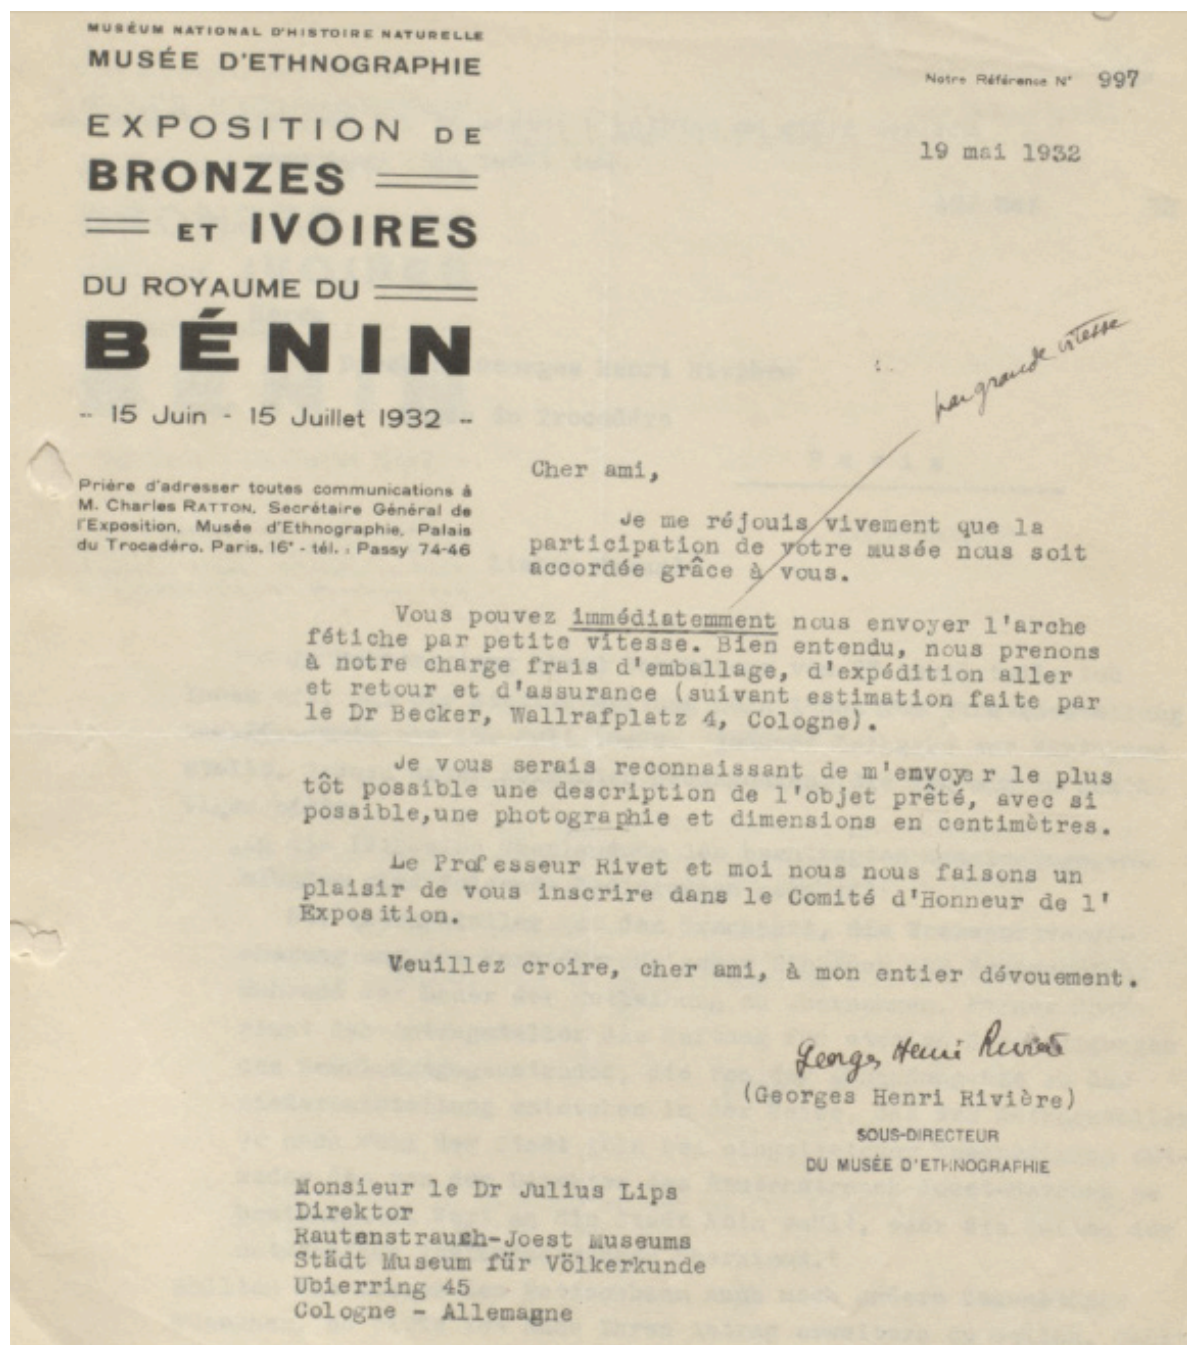 MUSÉUM NATIONAL D'HISTOIRE NATURELLE
MUSÉE D'ETHNOGRAPHIE
EXPOSITION DE
BRONZES
ET IVOIRES
DU ROYAUME DU
BÉNIN
-- 15 Juin - 15 Juillet 1932 --
Prière d'adresser toutes communications à
M. Charles RATTON, Secrétaire Général de
l'Exposition, Musée d'Ethnographie, Palais
du Trocadéro, Paris, 16e - tél. : Passy 74-46
Notre Référence N° 997
19 mai 1932
par grande vitesse
Cher ami,
Je me réjouis vivement que la
participation de votre musée nous soit
accordée grâce à vous.
Vous pouvez immédiatemment nous envoyer l'arche
fétiche par petite vitesse. Bien entendu, nous prenons
à notre charge frais d'emballage, d'expédition aller
et retour et d'assurance (suivant estimation faite par
le Dr Becker, Wallrafplatz 4, Cologne).
Je vous serais reconnaissant de m'envoyer le plus
tôt possible une description de l'objet prêté, avec si
possible,une photographie et dimensions en centimètres.
Le Professeur Rivet et moi nous nous faisons un
plaisir de vous inscrire dans le Comité d'Honneur de l'
Exposition.
Veuillez croire, cher ami, à mon entier dévouement.
Georges Henri Rivière
(Georges Henri Rivière)
SOUS-DIRECTEUR
DU MUSÉE D'ETHNOGRAPHIE
Monsieur le Dr Julius Lips
Direktor
Rautenstrauch-Joest Museums
Städt Museum für Völkerkunde
Ubierring 45
Cologne - Allemagne